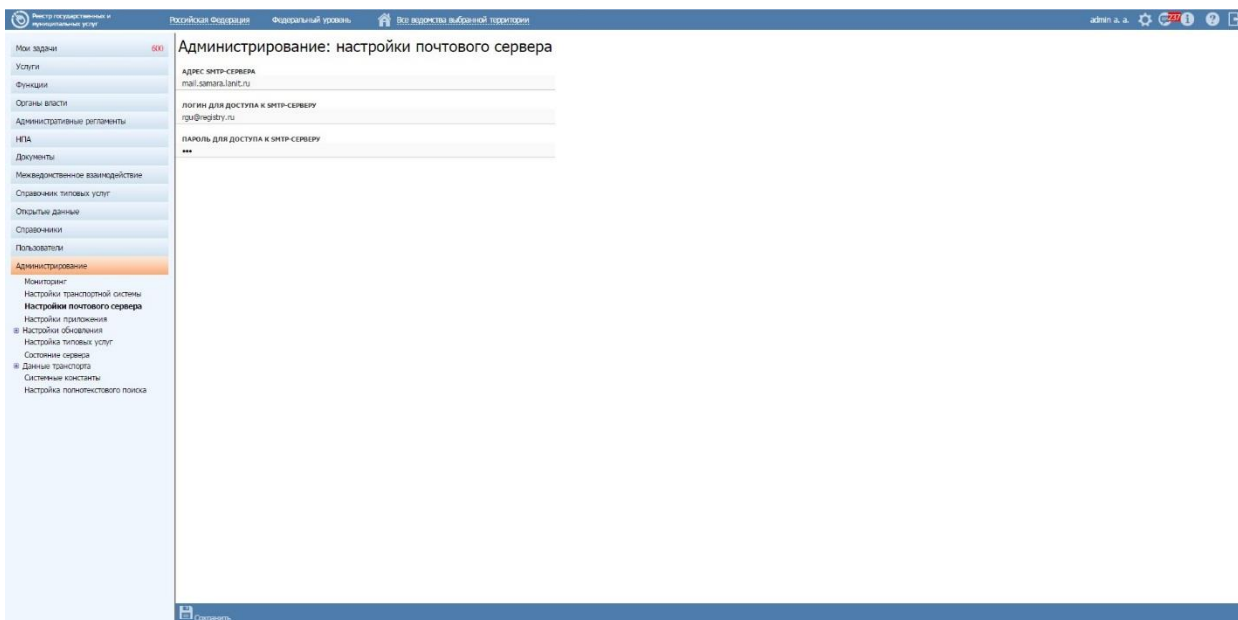 Реестр государственных и
муниципальных услуг
Российская Федерация
Федеральный уровень
Все ведомства выбранной территории
admin a. a.
Мои задачи 600
Услуги
Функции
Органы власти
Административные регламенты
НПА
Документы
Межведомственное взаимодействие
Справочник типовых услуг
Открытые данные
Справочники
Пользователи
Администрирование
Мониторинг
Настройки транспортной системы
Настройки почтового сервера
Настройки приложения
Настройки обновления
Настройка типовых услуг
Состояние сервера
Данные транспорта
Системные константы
Настройка полнотекстового поиска
Администрирование: настройки почтового сервера
АДРЕС SMTP-СЕРВЕРА
mail.samara.lanit.ru
ЛОГИН ДЛЯ ДОСТУПА К SMTP-СЕРВЕРУ
rgu@registry.ru
ПАРОЛЬ ДЛЯ ДОСТУПА К SMTP-СЕРВЕРУ
•••
Сохранить